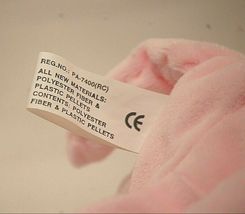 REG.NO. PA-7400(RC)
ALL NEW MATERIALS:
POLYESTER FIBER &
PLASTIC PELLETS
CONTENTS, POLYESTER
FIBER & PLASTIC PELLETS
CE